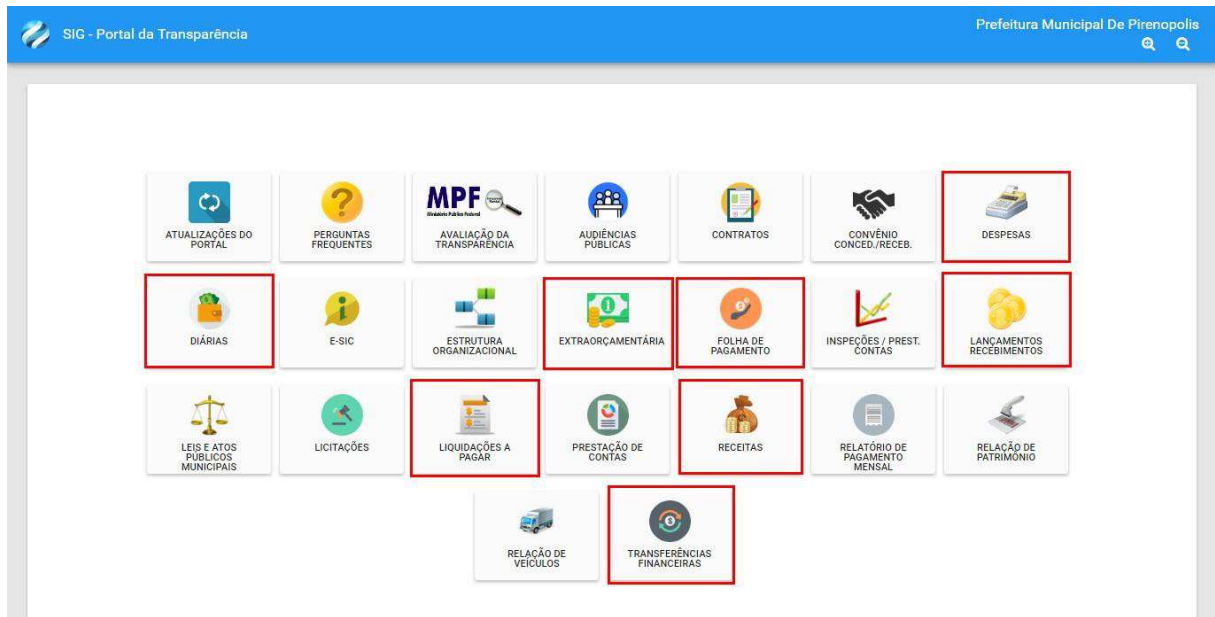 SIG - Portal da Transparência
Prefeitura Municipal De Pirenopolis
ATUALIZAÇÕES DO
PORTAL
PERGUNTAS
FREQUENTES
MPF
Ministério Público Federal
AVALIAÇÃO DA
TRANSPARÊNCIA
AUDIÊNCIAS
PÚBLICAS
CONTRATOS
CONVÊNIO
CONCED./RECEB.
DESPESAS
DIÁRIAS
E-SIC
ESTRUTURA
ORGANIZACIONAL
EXTRAORÇAMENTÁRIA
FOLHA DE
PAGAMENTO
INSPEÇÕES / PREST.
CONTAS
LANÇAMENTOS
RECEBIMENTOS
LEIS E ATOS
PÚBLICOS
MUNICIPAIS
LICITAÇÕES
LIQUIDAÇÕES A
PAGAR
PRESTAÇÃO DE
CONTAS
RECEITAS
RELATÓRIO DE
PAGAMENTO
MENSAL
RELAÇÃO DE
PATRIMÔNIO
RELAÇÃO DE
VEÍCULOS
TRANSFERÊNCIAS
FINANCEIRAS